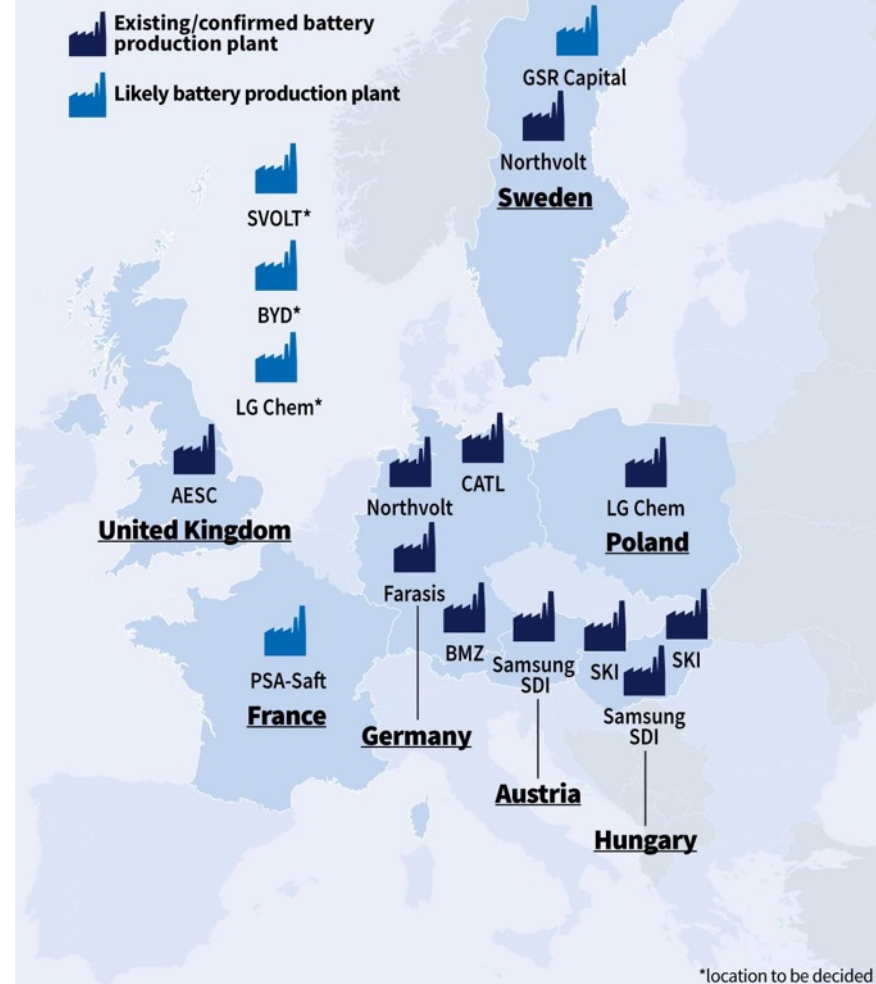 Existing/confirmed battery
production plant
Likely battery production plant
GSR Capital
Northvolt
Sweden
SVOLT*
BYD*
LG Chem*
AESC
United Kingdom
Northvolt
CATL
LG Chem
Poland
Farasis
BMZ
Samsung
SDI
SKI
SKI
Samsung
SDI
PSA-Saft
France
Germany
Austria
Hungary
*location to be decided